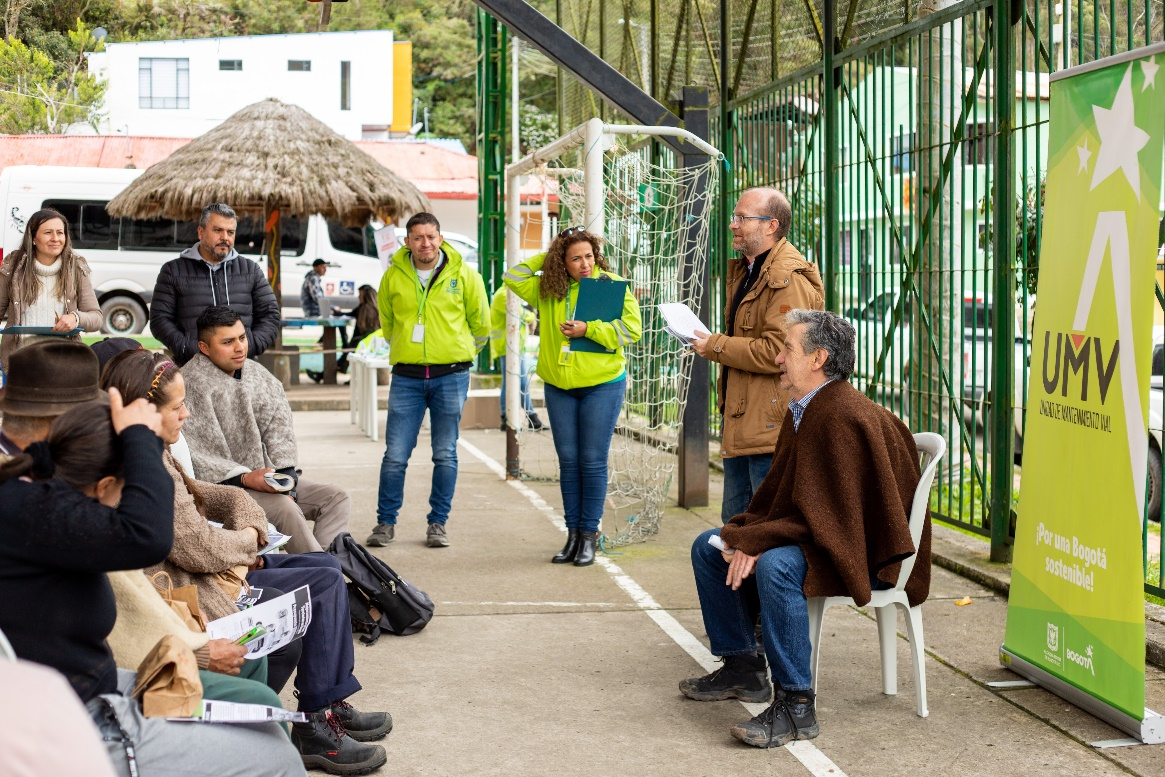 UMV
UNIDAD DE MANTENIMIENTO VIAL
¡Por una Bogotá
sostenible!
BOGOTÁ